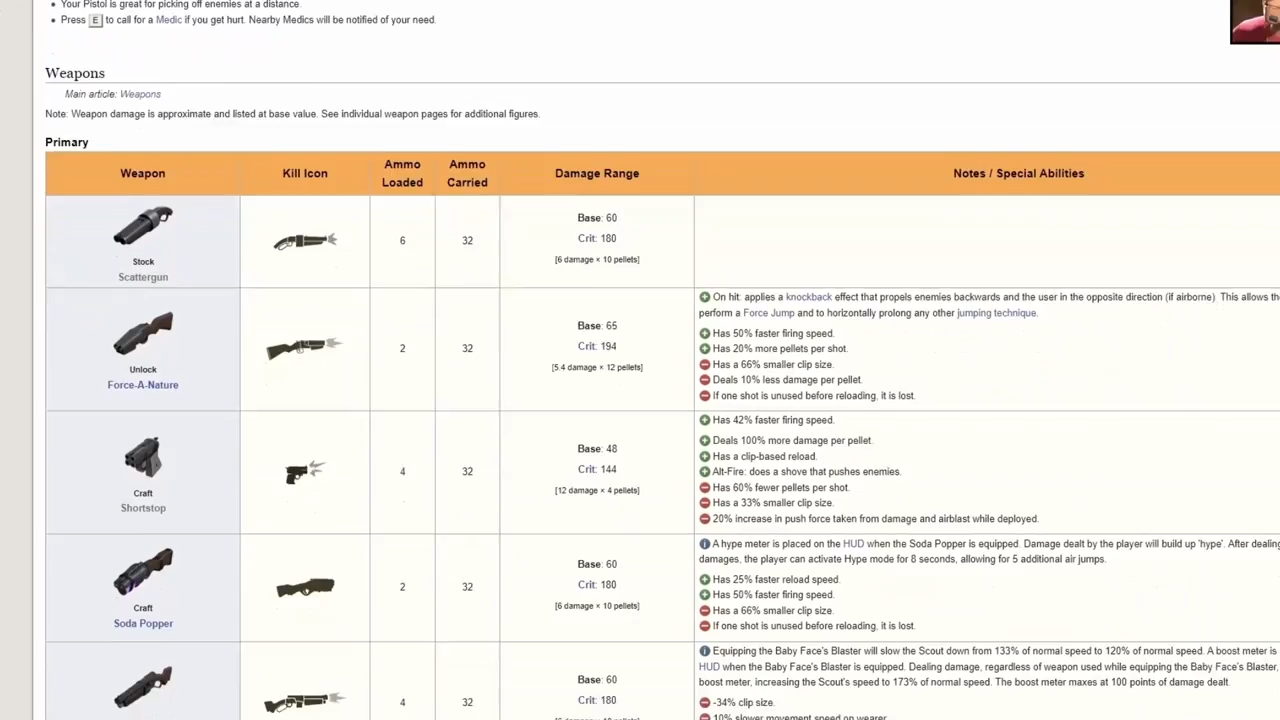 Your Pistol is great for picking off enemies at a distance.
Press E to call for a Medic if you get hurt. Nearby Medics will be notified of your need.
Weapons
Main article: Weapons
Note: Weapon damage is approximate and listed at base value. See individual weapon pages for additional figures.
Primary
Weapon Kill Icon Ammo Loaded Ammo Carried Damage Range Notes / Special Abilities
Stock
Scattergun
6
32
Base: 60
Crit: 180
[6 damage × 10 pellets]
Unlock
Force-A-Nature
2
32
Base: 65
Crit: 194
[5.4 damage × 12 pellets]
On hit: applies a knockback effect that propels enemies backwards and the user in the opposite direction (if airborne). This allows the
perform a Force Jump and to horizontally prolong any other jumping technique.
Has 50% faster firing speed.
Has 20% more pellets per shot.
Has a 66% smaller clip size.
Deals 10% less damage per pellet.
If one shot is unused before reloading, it is lost.
Craft
Shortstop
4
32
Base: 48
Crit: 144
[12 damage × 4 pellets]
Has 42% faster firing speed.
Deals 100% more damage per pellet.
Has a clip-based reload.
Alt-Fire: does a shove that pushes enemies.
Has 60% fewer pellets per shot.
Has a 33% smaller clip size.
20% increase in push force taken from damage and airblast while deployed.
Craft
Soda Popper
2
32
Base: 60
Crit: 180
[6 damage × 10 pellets]
A hype meter is placed on the HUD when the Soda Popper is equipped. Damage dealt by the player will build up 'hype'. After dealing
damages, the player can activate Hype mode for 8 seconds, allowing for 5 additional air jumps.
Has 25% faster reload speed.
Has 50% faster firing speed.
Has a 66% smaller clip size.
If one shot is unused before reloading, it is lost.
4
32
Base: 60
Crit: 180
Equipping the Baby Face's Blaster will slow the Scout down from 133% of normal speed to 120% of normal speed. A boost meter is
HUD when the Baby Face's Blaster is equipped. Dealing damage, regardless of weapon used while equipping the Baby Face's Blaster,
boost meter, increasing the Scout's speed to 173% of normal speed. The boost meter maxes at 100 points of damage dealt.
-34% clip size.
10% slower movement speed on wearer.